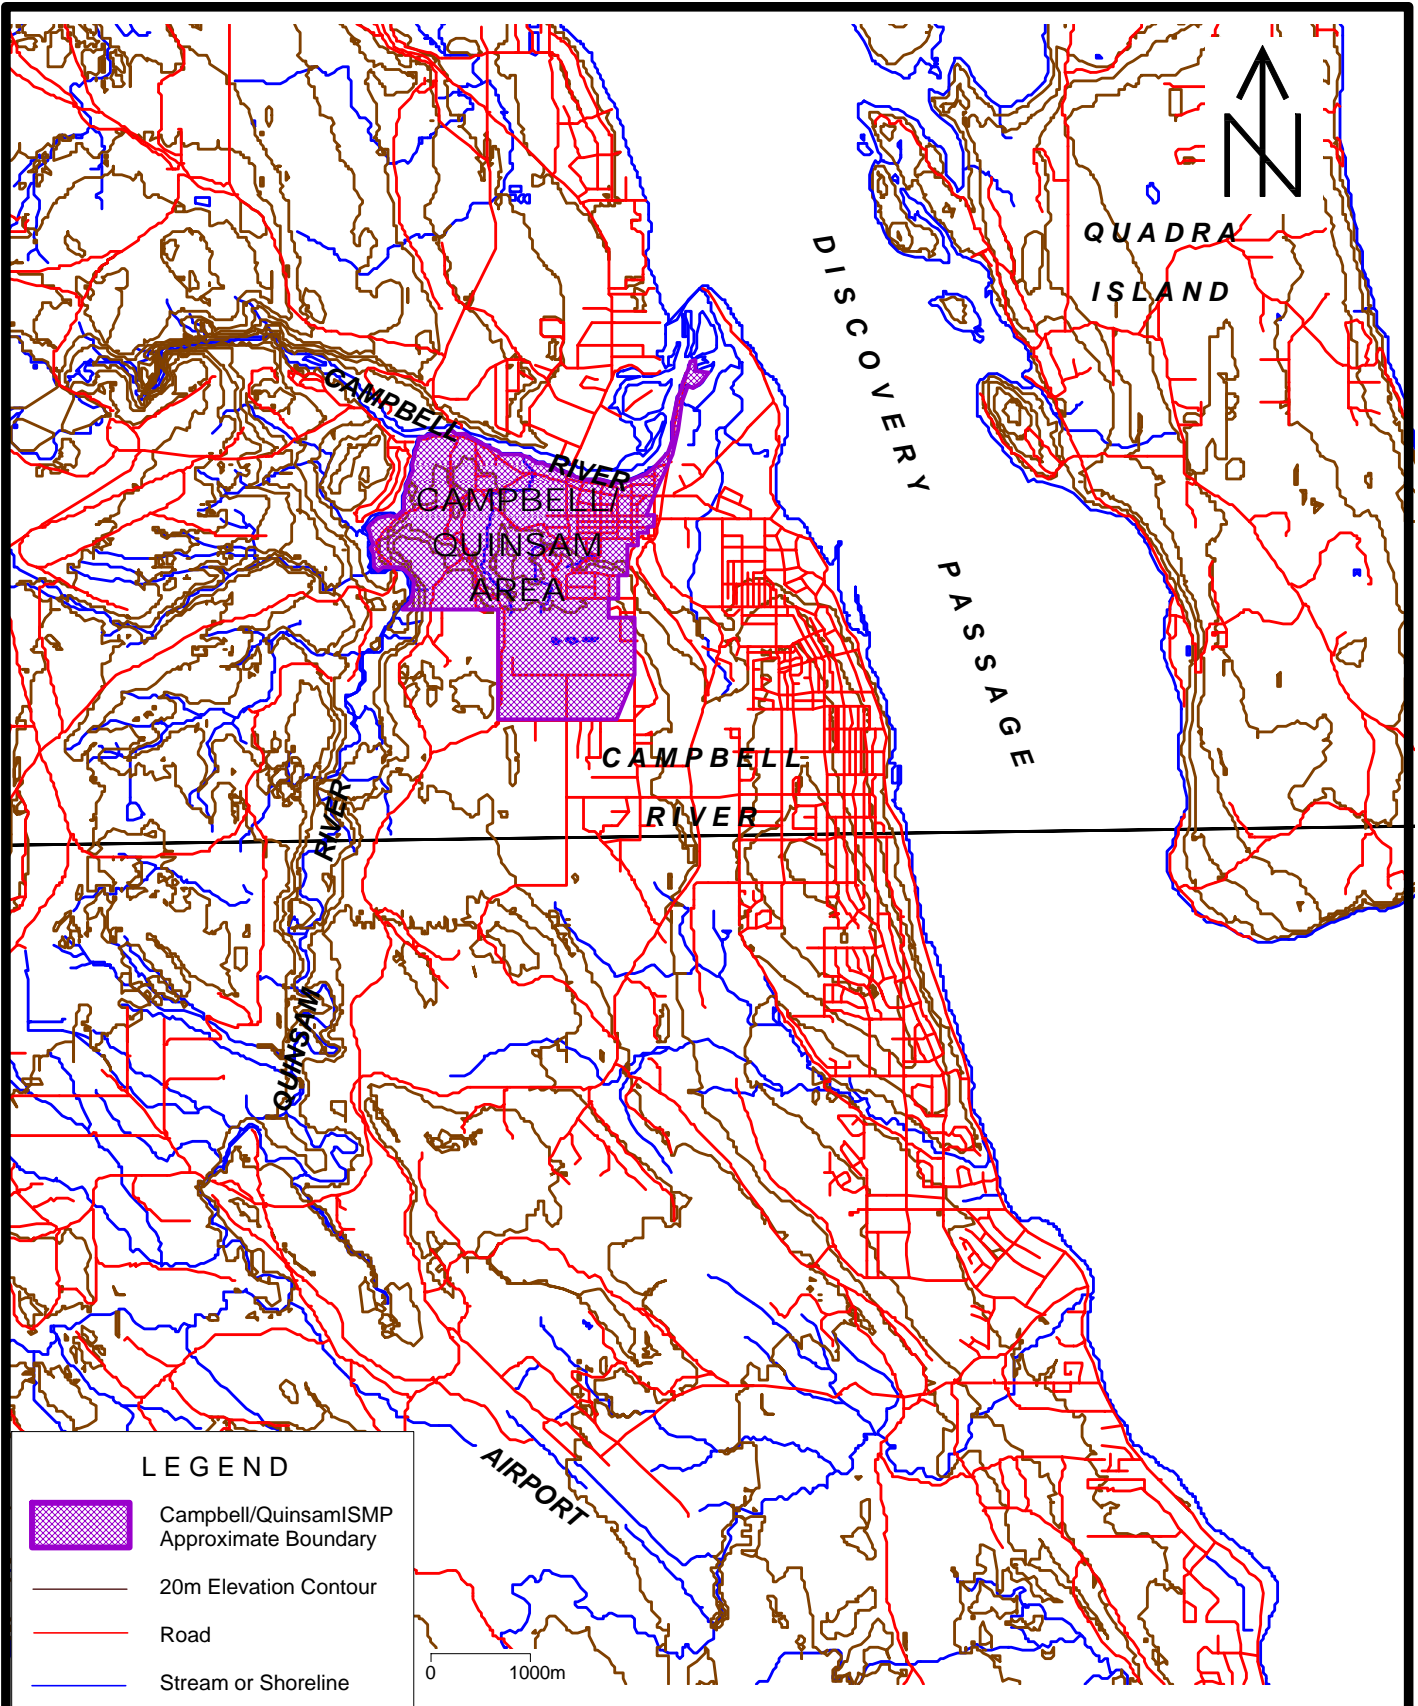 N
QUADRA
ISLAND
DISCOVERY PASSAGE
CAMPBELL
RIVER
CAMPBELL/
QUINSAM
AREA
CAMPBELL
RIVER
QUINSAM RIVER
AIRPORT
LEGEND
Campbell/QuinsamISMP
Approximate Boundary
20m Elevation Contour
Road
Stream or Shoreline
0 1000m